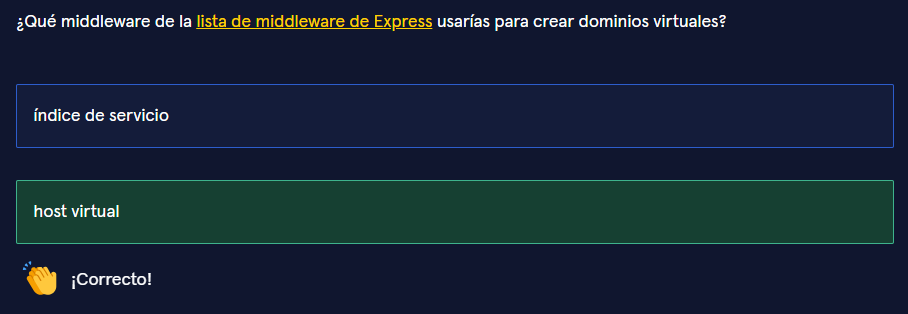 ¿Qué middleware de la lista de middleware de Express usarías para crear dominios virtuales?
índice de servicio
host virtual
¡Correcto!